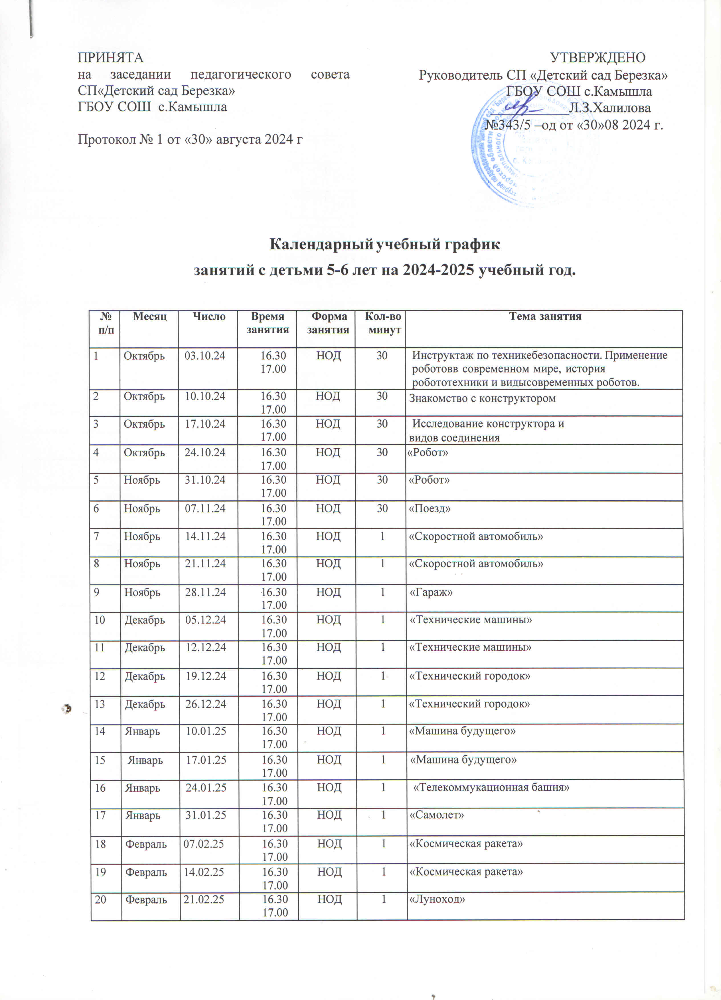 ПРИНЯТА
на заседании педагогического совета
СП«Детский сад Березка»
ГБОУ СОШ с.Камышла
Протокол № 1 от «30» августа 2024 г
УТВЕРЖДЕНО
Руководитель СП «Детский сад Березка»
ГБОУ СОШ с.Камышла
Л.З.Халилова
№343/5 –од от «30»08 2024 г.
Календарный учебный график
занятий с детьми 5-6 лет на 2024-2025 учебный год.
№ п/п Месяц Число Время занятия Форма занятия Кол-во минут Тема занятия
1 Октябрь 03.10.24 16.30 НОД 30 Инструктаж по техникебезопасности. Применение
17.00 роботовв современном мире, история
робототехники и видысовременных роботов.
2 Октябрь 10.10.24 16.30 НОД 30 Знакомство с конструктором
17.00
3 Октябрь 17.10.24 16.30 НОД 30 Исследование конструктора и
17.00 видов соединения
4 Октябрь 24.10.24 16.30 НОД 30 «Робот»
17.00
5 Ноябрь 31.10.24 16.30 НОД 30 «Робот»
17.00
6 Ноябрь 07.11.24 16.30 НОД 30 «Поезд»
17.00
7 Ноябрь 14.11.24 16.30 НОД 1 «Скоростной автомобиль»
17.00
8 Ноябрь 21.11.24 16.30 НОД 1 «Скоростной автомобиль»
17.00
9 Ноябрь 28.11.24 16.30 НОД 1 «Гараж»
17.00
10 Декабрь 05.12.24 16.30 НОД 1 «Технические машины»
17.00
11 Декабрь 12.12.24 16.30 НОД 1 «Технические машины»
17.00
12 Декабрь 19.12.24 16.30 НОД 1 «Технический городок»
17.00
13 Декабрь 26.12.24 16.30 НОД 1 «Технический городок»
17.00
14 Январь 10.01.25 16.30 НОД 1 «Машина будущего»
17.00
15 Январь 17.01.25 16.30 НОД 1 «Машина будущего»
17.00
16 Январь 24.01.25 16.30 НОД 1 «Телекоммукационная башня»
17.00
17 Январь 31.01.25 16.30 НОД 1 «Самолет»
17.00
18 Февраль 07.02.25 16.30 НОД 1 «Космическая ракета»
17.00
19 Февраль 14.02.25 16.30 НОД 1 «Космическая ракета»
17.00
20 Февраль 21.02.25 16.30 НОД 1 «Луноход»
17.00